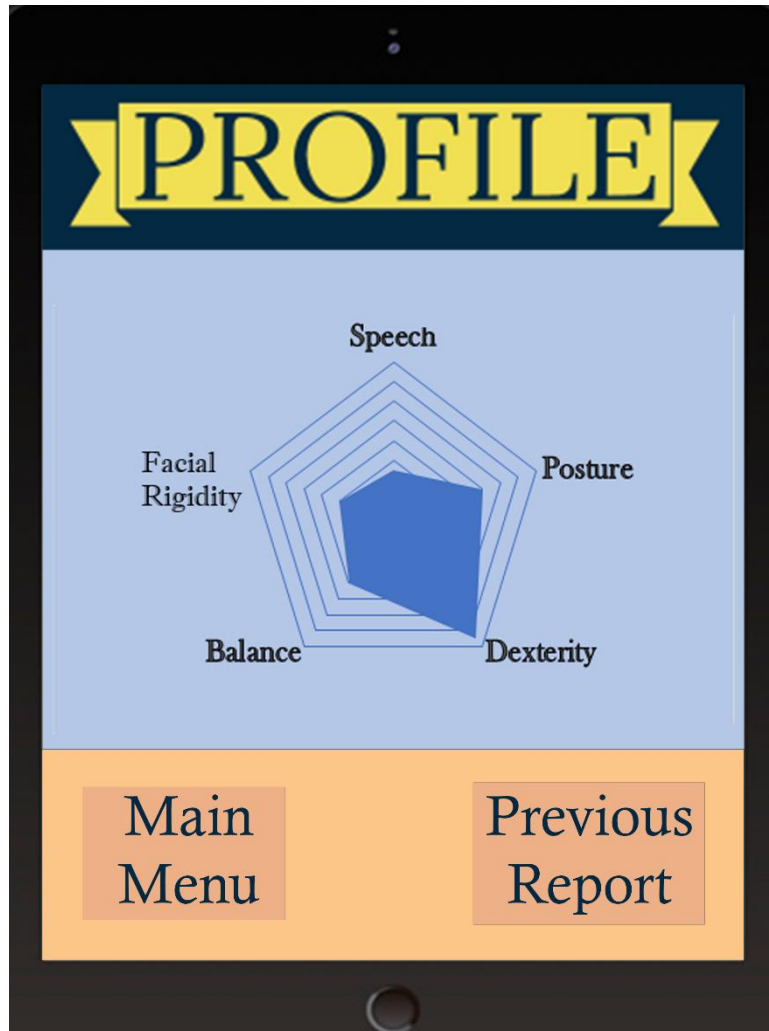 PROFILE
Speech
Facial
Rigidity
Posture
Balance
Dexterity
Main
Menu
Previous
Report